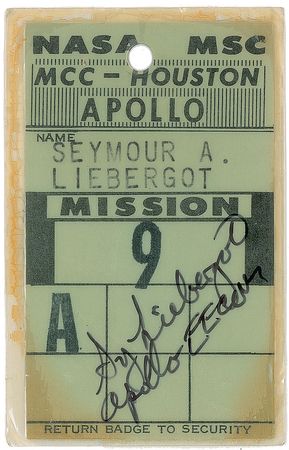 NASA MSC
MCC - HOUSTON
APOLLO
NAME
SEYMOUR A.
LIEBERGOT
MISSION
9
A
Sy Liebergot
Apollo EECOM
RETURN BADGE TO SECURITY